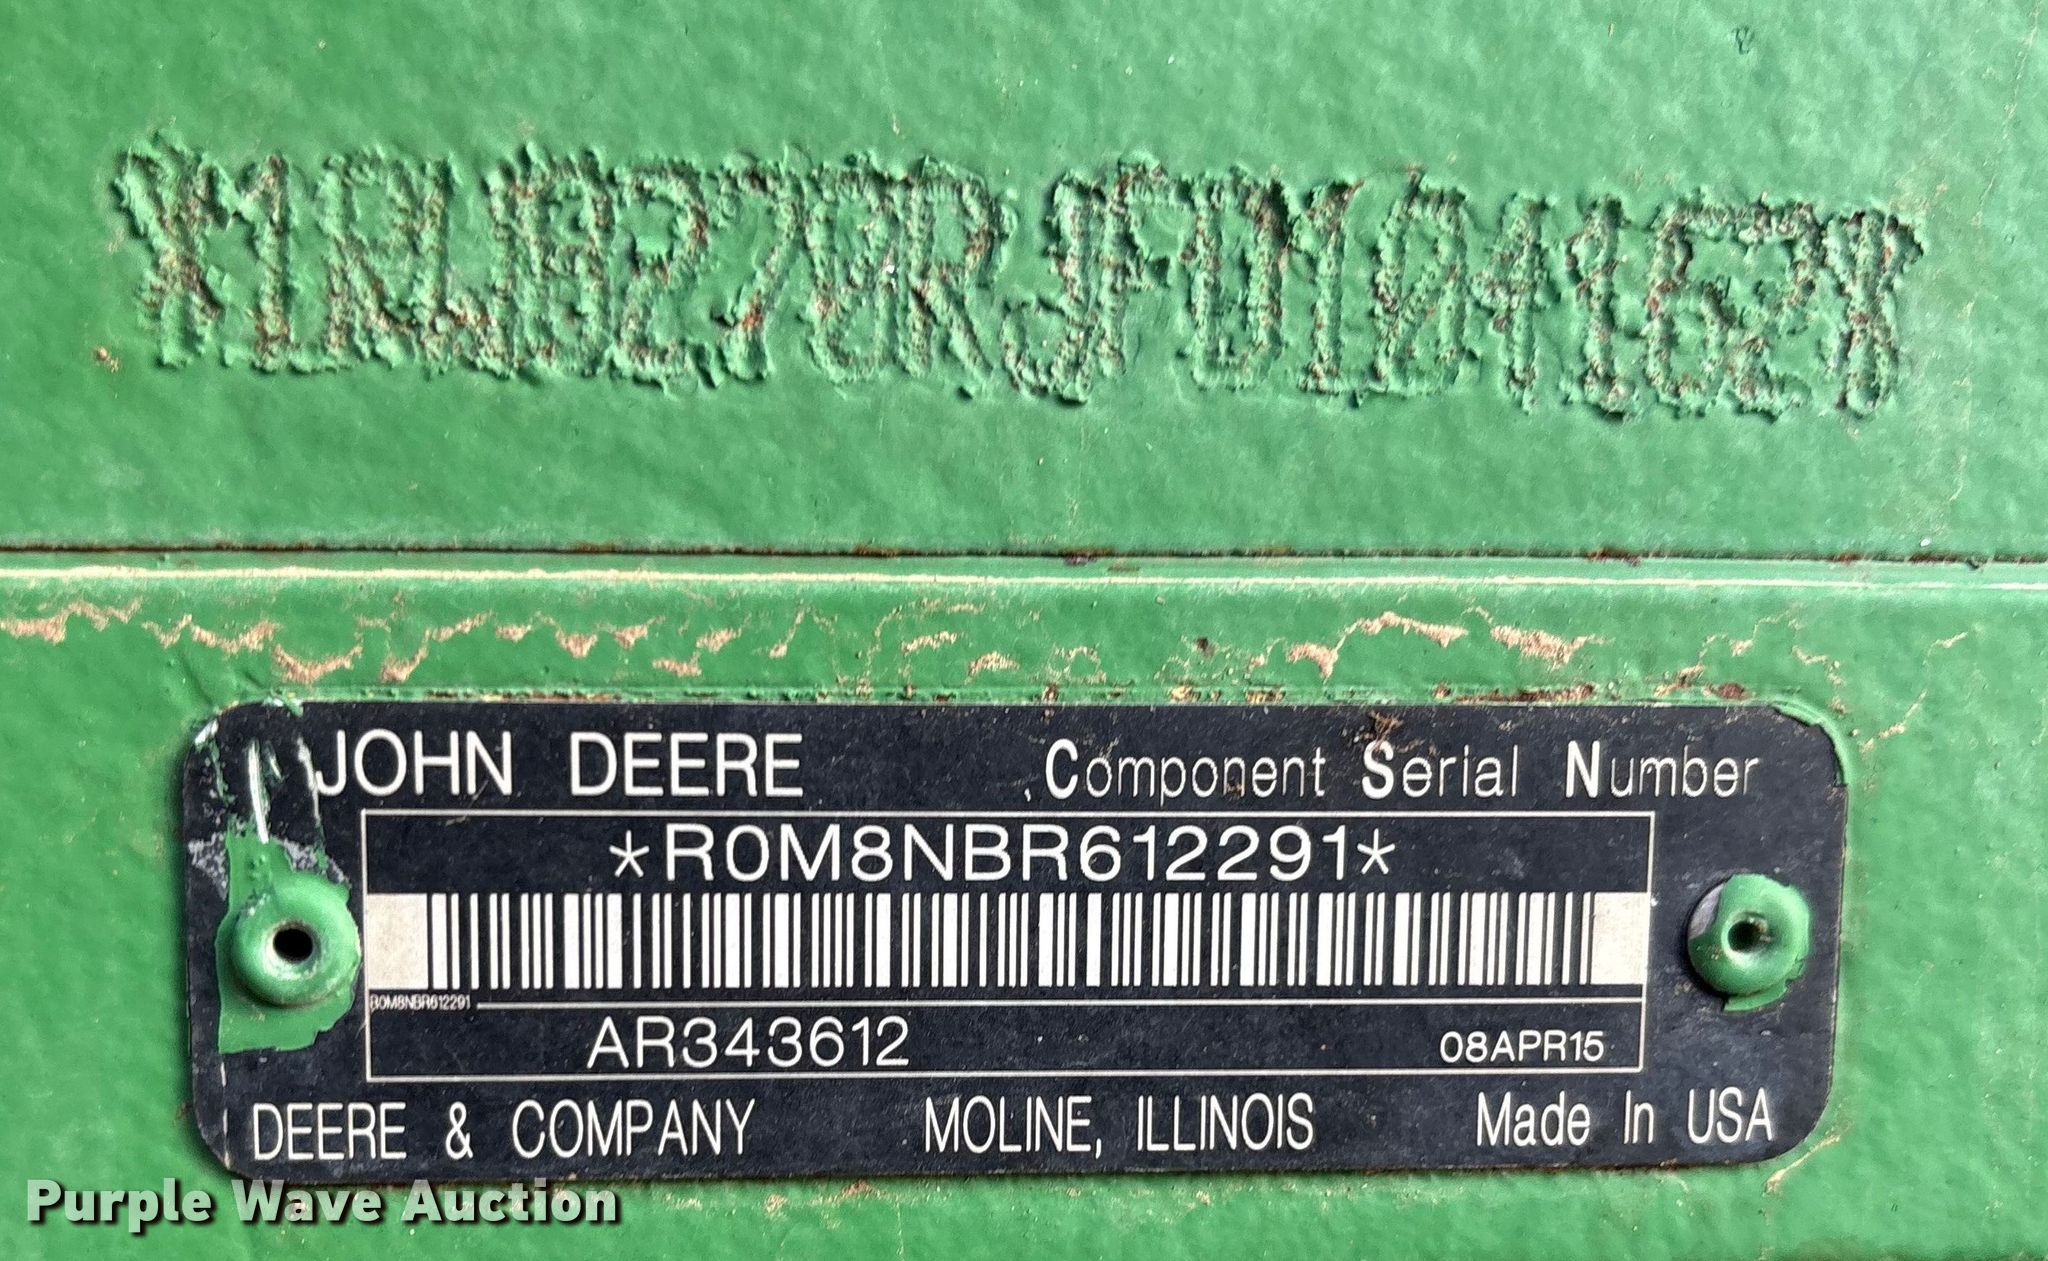 JOHN DEERE Component Serial Number
*R0M8NBR612291*
R0M8NBR612291
AR343612 08APR15
DEERE & COMPANY MOLINE, ILLINOIS Made In USA
Purple Wave Auction